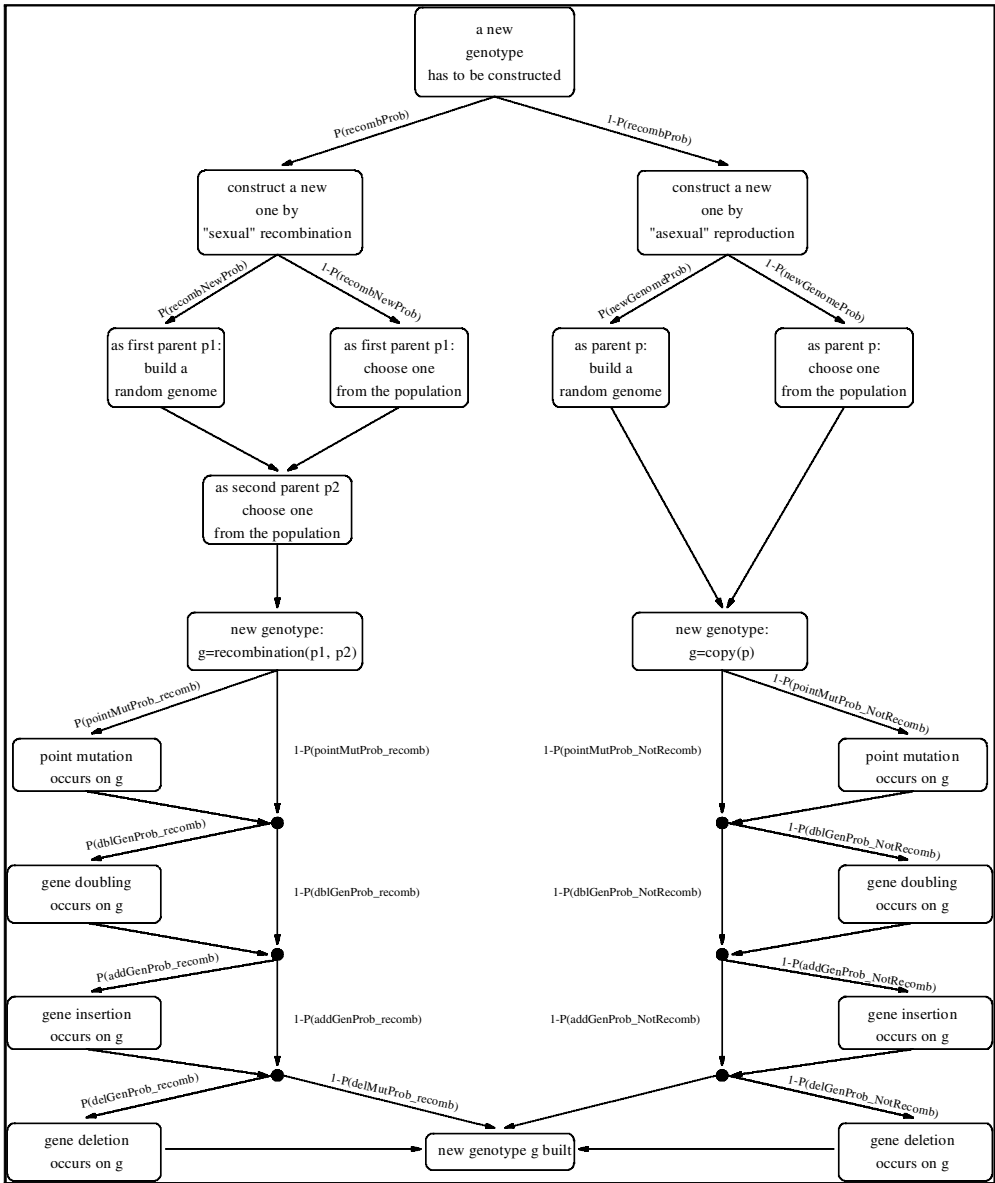 a new
genotype
has to be constructed
P(recombProb)
1-P(recombProb)
construct a new
one by
"sexual" recombination
construct a new
one by
"asexual" reproduction
P(recombNewProb)
1-P(recombNewProb)
P(newGenomeProb)
1-P(newGenomeProb)
as first parent p1:
build a
random genome
as first parent p1:
choose one
from the population
as parent p:
build a
random genome
as parent p:
choose one
from the population
as second parent p2
choose one
from the population
new genotype:
g=recombination(p1, p2)
new genotype:
g=copy(p)
P(pointMutProb_recomb)
1-P(pointMutProb_NotRecomb)
point mutation
occurs on g
1-P(pointMutProb_recomb)
1-P(pointMutProb_NotRecomb)
point mutation
occurs on g
P(dblGenProb_recomb)
1-P(dblGenProb_NotRecomb)
gene doubling
occurs on g
1-P(dblGenProb_recomb)
1-P(dblGenProb_NotRecomb)
gene doubling
occurs on g
P(addGenProb_recomb)
1-P(addGenProb_NotRecomb)
gene insertion
occurs on g
1-P(addGenProb_recomb)
1-P(addGenProb_NotRecomb)
gene insertion
occurs on g
P(delGenProb_recomb)
1-P(delMutProb_recomb)
1-P(delGenProb_NotRecomb)
gene deletion
occurs on g
new genotype g built
gene deletion
occurs on g